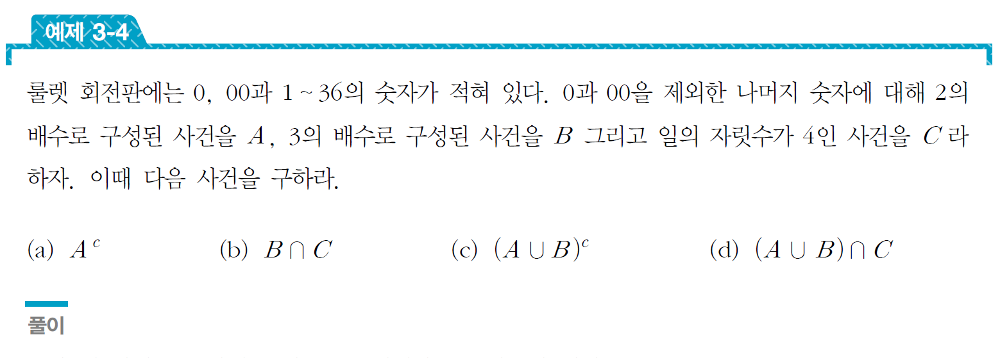 예제 3-4
룰렛 회전판에는 0, 00과 1 ~ 36의 숫자가 적혀 있다. 0과 00을 제외한 나머지 숫자에 대해 2의
배수로 구성된 사건을 A, 3의 배수로 구성된 사건을 B 그리고 일의 자릿수가 4인 사건을 C라
하자. 이때 다음 사건을 구하라.
(a) A^c (b) B ∩ C (c) (A ∪ B)^c (d) (A ∪ B) ∩ C
풀이